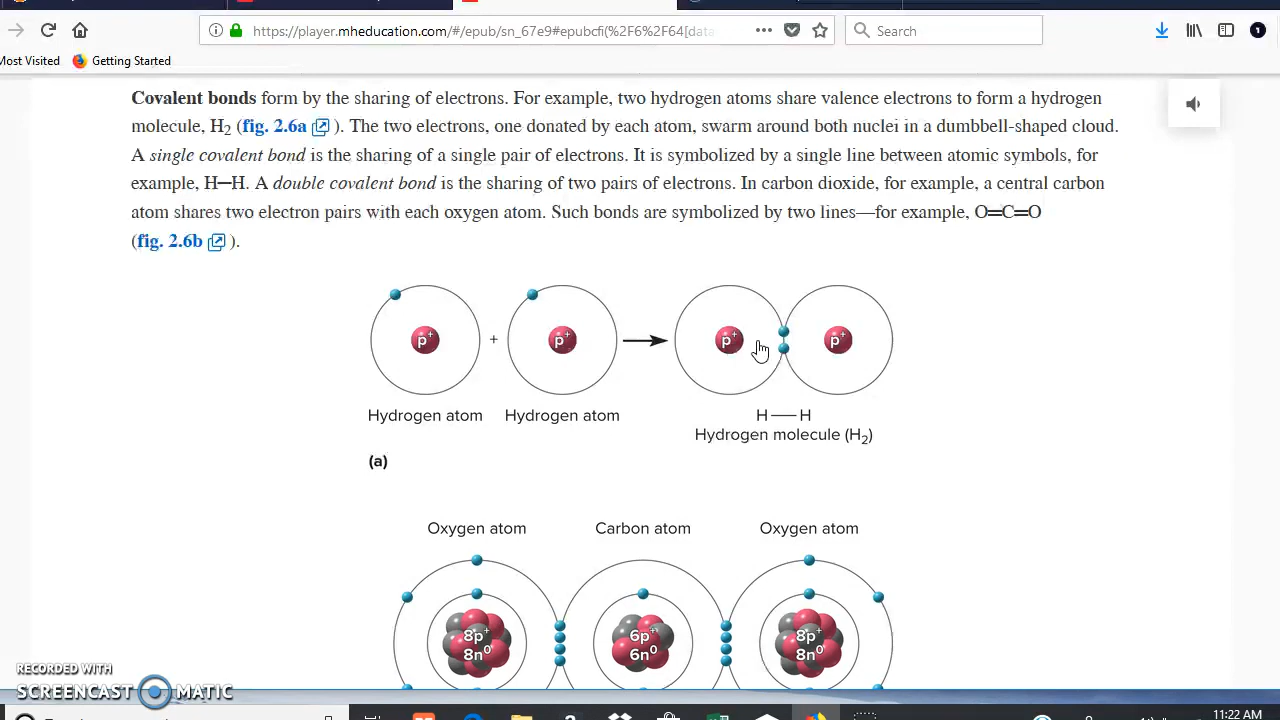 https://player.mheducation.com/#/epub/sn_67e9#epubcfi(%2F6%2F64[data
Search
Most Visited
Getting Started
Covalent bonds form by the sharing of electrons. For example, two hydrogen atoms share valence electrons to form a hydrogen
molecule, H₂ (fig. 2.6a ). The two electrons, one donated by each atom, swarm around both nuclei in a dumbbell-shaped cloud.
A single covalent bond is the sharing of a single pair of electrons. It is symbolized by a single line between atomic symbols, for
example, H─H. A double covalent bond is the sharing of two pairs of electrons. In carbon dioxide, for example, a central carbon
atom shares two electron pairs with each oxygen atom. Such bonds are symbolized by two lines—for example, O═C═O
(fig. 2.6b ).
p⁺ + p⁺ p⁺ p⁺
Hydrogen atom Hydrogen atom H──H
Hydrogen molecule (H₂)
(a)
Oxygen atom Carbon atom Oxygen atom
8p⁺ 6p⁺ 8p⁺
8n⁰ 6n⁰ 8n⁰
RECORDED WITH
SCREENCAST MATIC
11:22 AM